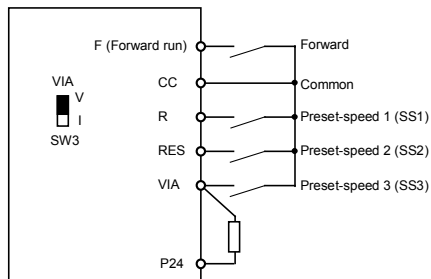 F (Forward run) Forward
VIA
V
I
SW3
CC Common
R Preset-speed 1 (SS1)
RES Preset-speed 2 (SS2)
VIA Preset-speed 3 (SS3)
P24